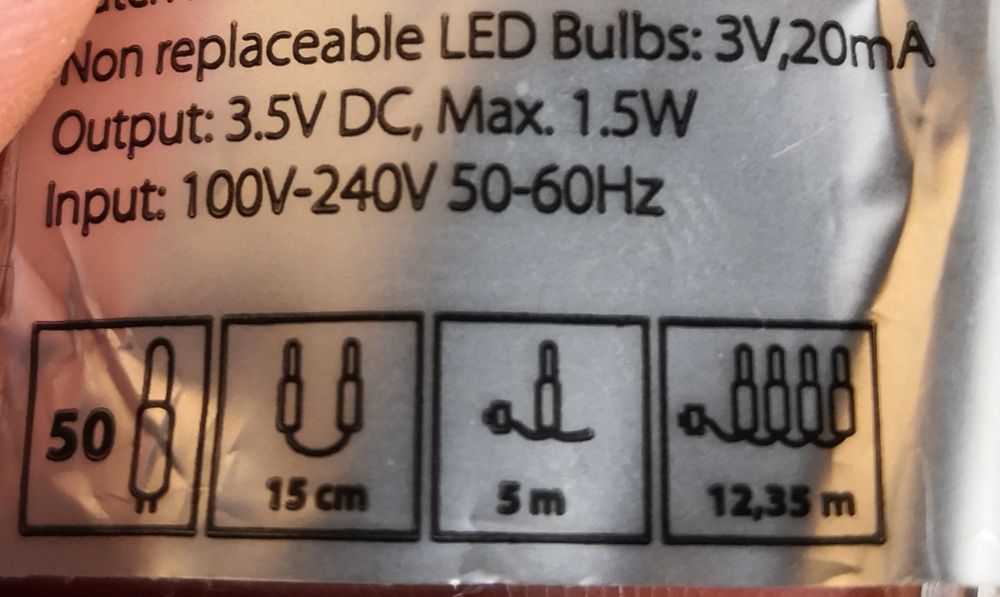 Non replaceable LED Bulbs: 3V,20mA
Output: 3.5V DC, Max. 1.5W
Input: 100V-240V 50-60Hz
50
15 cm
5 m
12,35 m